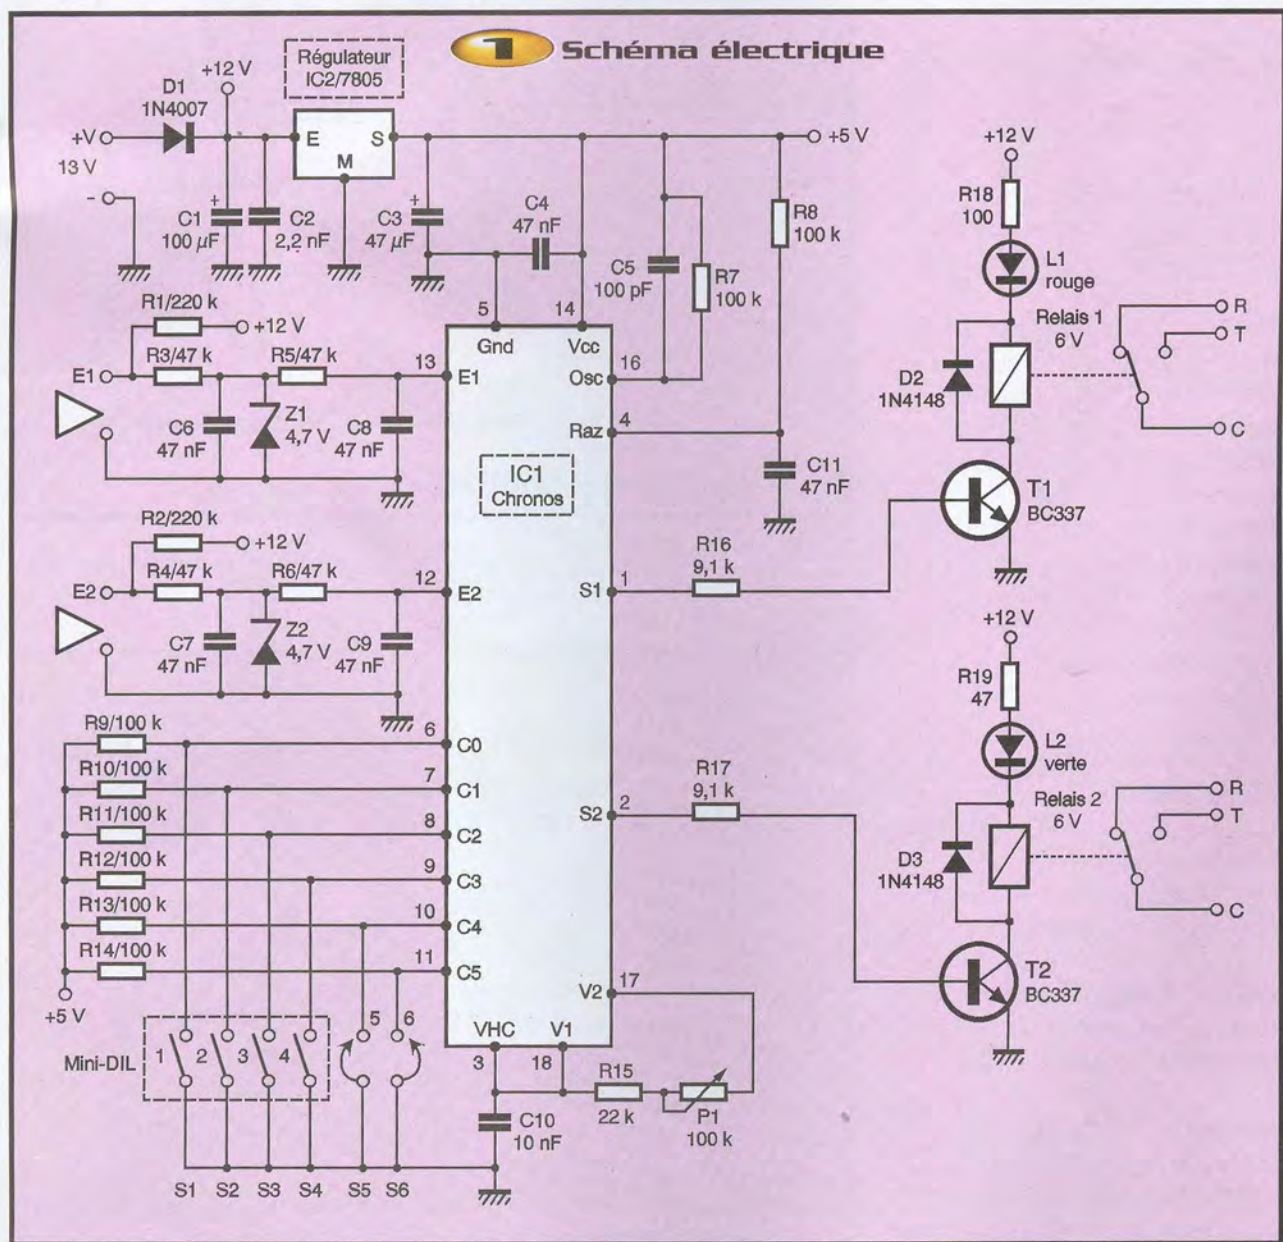 1 Schéma électrique
Régulateur
IC2/7805
+12 V
D1
1N4007
+V
13 V
-
E
S
M
+5 V
+
C1
100 µF
C2
2,2 nF
+
C3
47 µF
C4
47 nF
C5
100 pF
R7
100 k
R8
100 k
R1/220 k
+12 V
R3/47 k
R5/47 k
E1
C6
47 nF
Z1
4,7 V
C8
47 nF
13
E1
5
Gnd
14
Vcc
Osc
16
Raz
4
IC1
Chronos
C11
47 nF
R2/220 k
+12 V
R4/47 k
R6/47 k
E2
C7
47 nF
Z2
4,7 V
C9
47 nF
12
E2
S1
1
R16
9,1 k
R9/100 k
6
C0
R10/100 k
7
C1
R11/100 k
8
C2
R12/100 k
9
C3
R13/100 k
10
C4
R14/100 k
11
C5
+5 V
S2
2
R17
9,1 k
V2
17
VHC
3
V1
18
Mini-DIL
1
2
3
4
5
6
C10
10 nF
R15
22 k
P1
100 k
S1
S2
S3
S4
S5
S6
+12 V
R18
100
L1
rouge
Relais 1
6 V
D2
1N4148
R
T
C
T1
BC337
+12 V
R19
47
L2
verte
Relais 2
6 V
D3
1N4148
R
T
C
T2
BC337